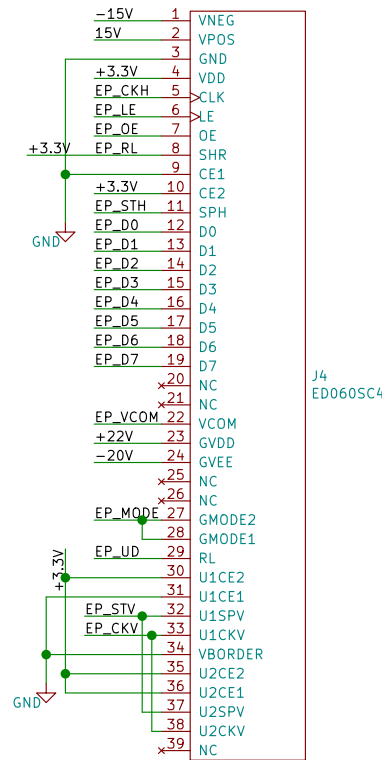 -15V 1 VNEG
15V 2 VPOS
3 GND
+3.3V 4 VDD
EP_CKH 5 CLK
EP_LE 6 LE
EP_OE 7 OE
+3.3V EP_RL 8 SHR
9 CE1
+3.3V 10 CE2
EP_STH 11 SPH
EP_D0 12 D0
GND
EP_D1 13 D1
EP_D2 14 D2
EP_D3 15 D3
EP_D4 16 D4
EP_D5 17 D5
EP_D6 18 D6
EP_D7 19 D7
J4
20 NC
ED060SC4
21 NC
EP_VCOM 22 VCOM
+22V 23 GVDD
-20V 24 GVEE
25 NC
26 NC
EP_MODE 27 GMODE2
28 GMODE1
EP_UD 29 RL
+3.3V
30 U1CE2
31 U1CE1
EP_STV 32 U1SPV
EP_CKV 33 U1CKV
34 VBORDER
35 U2CE2
36 U2CE1
GND
37 U2SPV
38 U2CKV
39 NC